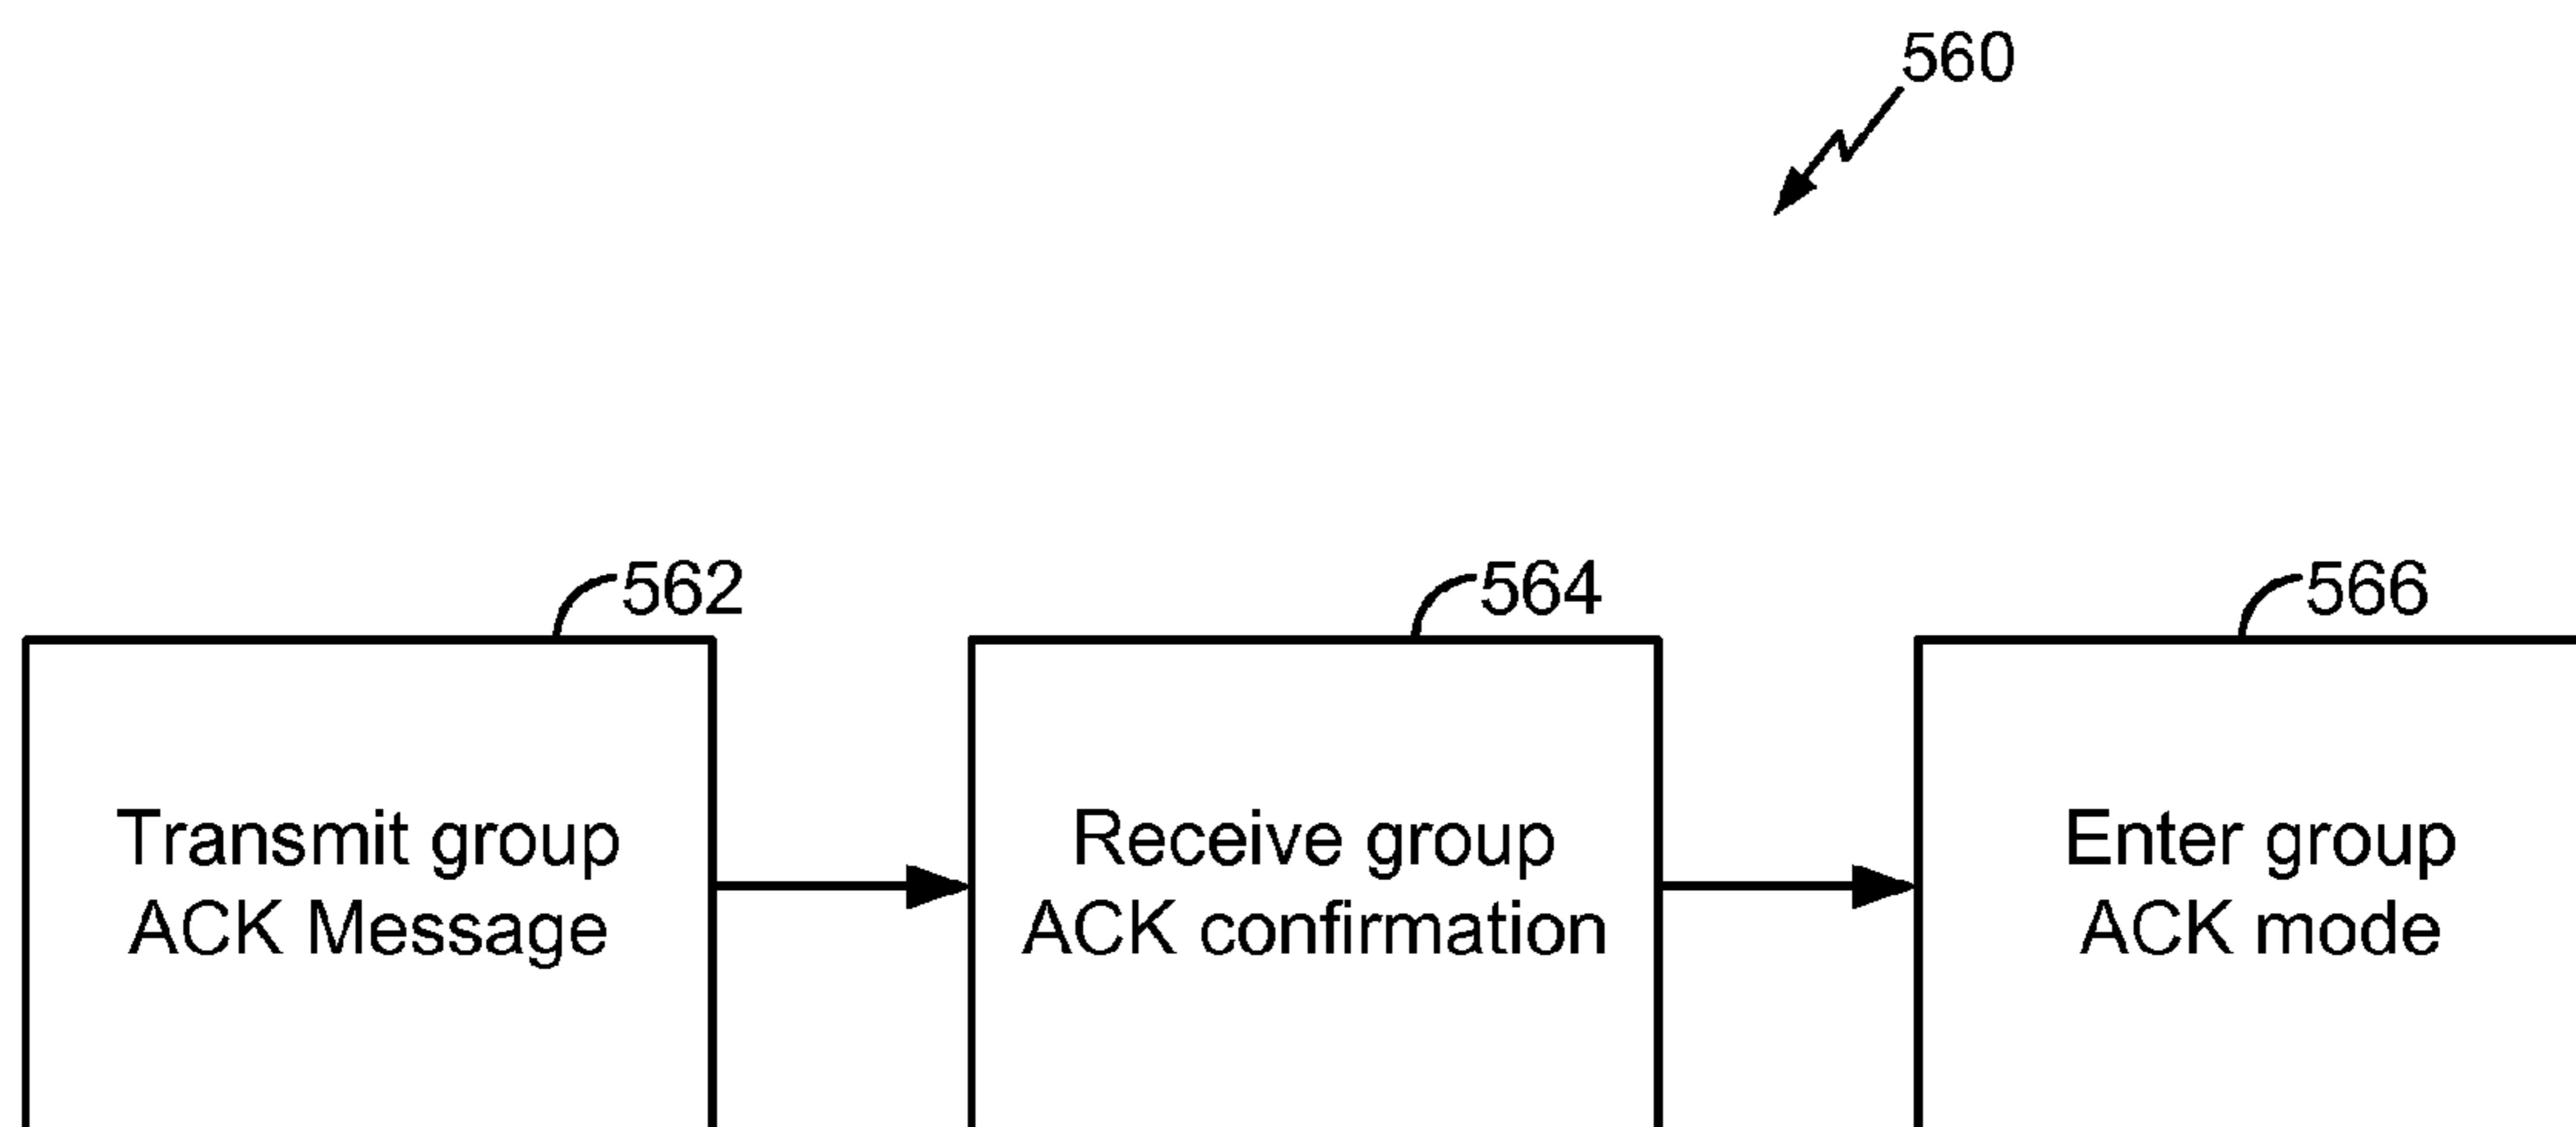 560
562
564
566
Transmit group
ACK Message
Receive group
ACK confirmation
Enter group
ACK mode